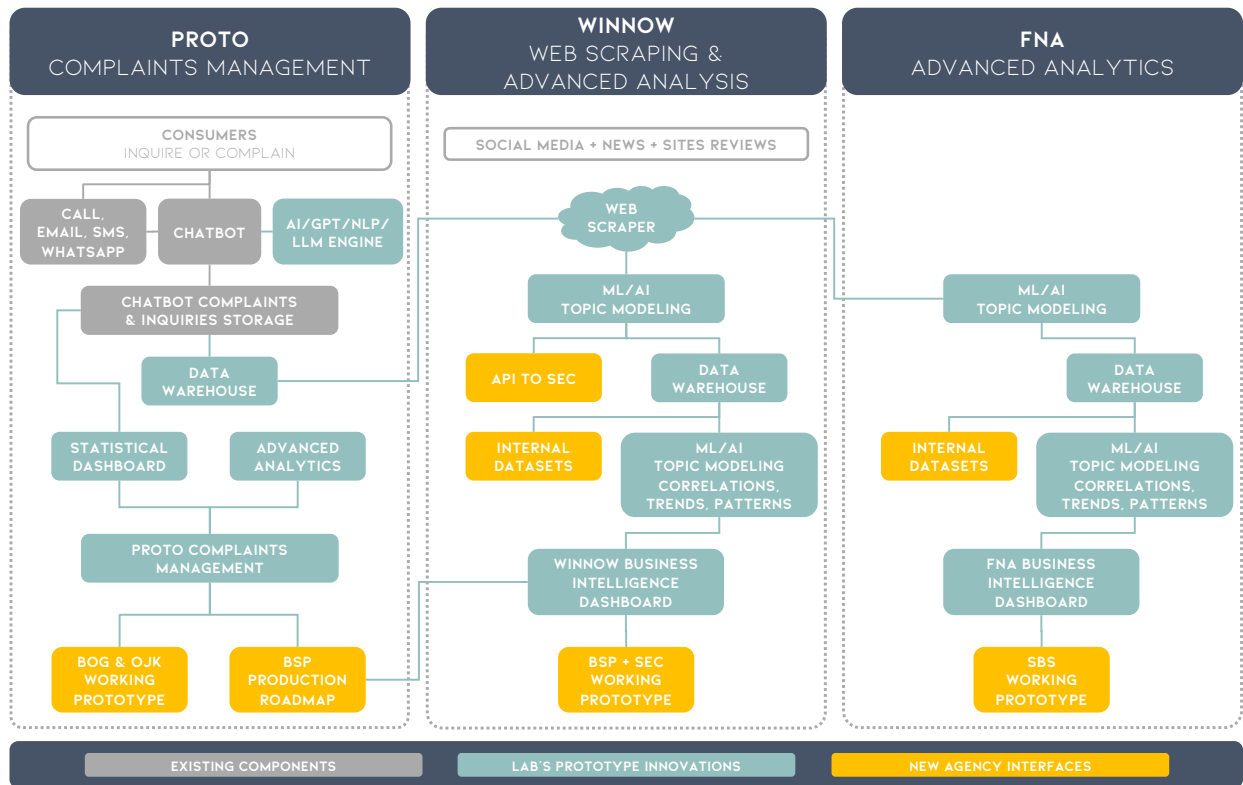 PROTO
COMPLAINTS MANAGEMENT
CONSUMERS
INQUIRE OR COMPLAIN
CALL,
EMAIL, SMS,
WHATSAPP
CHATBOT
AI/GPT/NLP/
LLM ENGINE
CHATBOT COMPLAINTS
& INQUIRIES STORAGE
DATA
WAREHOUSE
STATISTICAL
DASHBOARD
ADVANCED
ANALYTICS
PROTO COMPLAINTS
MANAGEMENT
BOG & OJK
WORKING
PROTOTYPE
BSP
PRODUCTION
ROADMAP
WINNOW
WEB SCRAPING &
ADVANCED ANALYSIS
SOCIAL MEDIA + NEWS + SITES REVIEWS
WEB
SCRAPER
ML/AI
TOPIC MODELING
API TO SEC
DATA
WAREHOUSE
INTERNAL
DATASETS
ML/AI
TOPIC MODELING
CORRELATIONS,
TRENDS, PATTERNS
WINNOW BUSINESS
INTELLIGENCE
DASHBOARD
BSP + SEC
WORKING
PROTOTYPE
FNA
ADVANCED ANALYTICS
ML/AI
TOPIC MODELING
DATA
WAREHOUSE
INTERNAL
DATASETS
ML/AI
TOPIC MODELING
CORRELATIONS,
TRENDS, PATTERNS
FNA BUSINESS
INTELLIGENCE
DASHBOARD
SBS
WORKING
PROTOTYPE
EXISTING COMPONENTS
LAB'S PROTOTYPE INNOVATIONS
NEW AGENCY INTERFACES